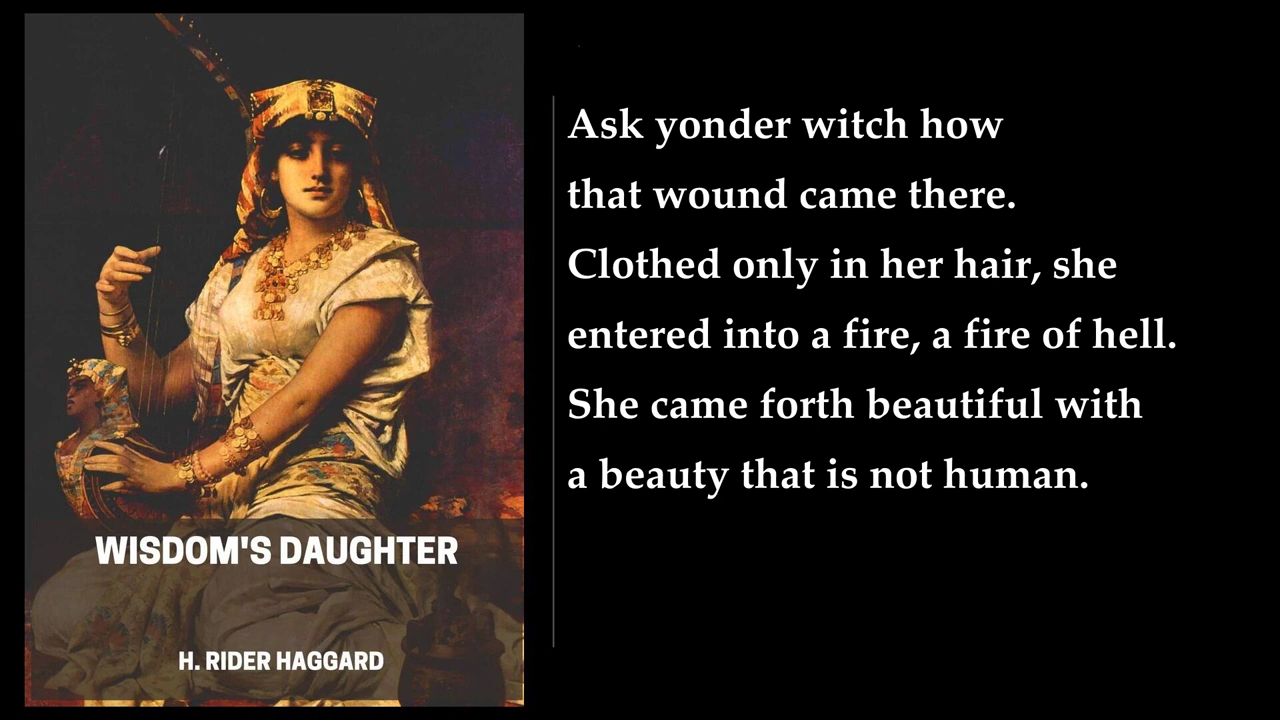 WISDOM'S DAUGHTER
H. RIDER HAGGARD
Ask yonder witch how
that wound came there.
Clothed only in her hair, she
entered into a fire, a fire of hell.
She came forth beautiful with
a beauty that is not human.